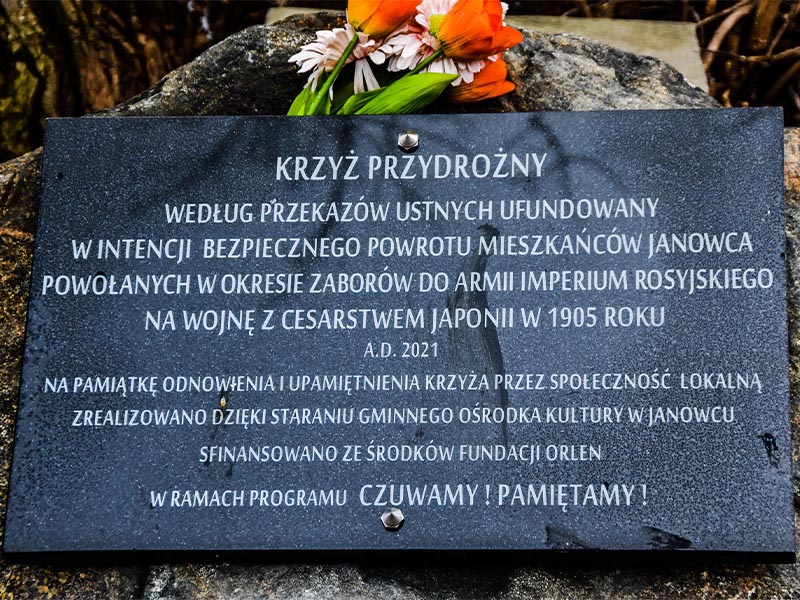 KRZYŻ PRZYDROŻNY
WEDŁUG PRZEKAZÓW USTNYCH UFUNDOWANY
W INTENCJI BEZPIECZNEGO POWROTU MIESZKAŃCÓW JANOWCA
POWOŁANYCH W OKRESIE ZABORÓW DO ARMII IMPERIUM ROSYJSKIEGO
NA WOJNĘ Z CESARSTWEM JAPONII W 1905 ROKU
A.D. 2021
NA PAMIĄTKĘ ODNOWIENIA I UPAMIĘTNIENIA KRZYŻA PRZEZ SPOŁECZNOŚĆ LOKALNĄ
ZREALIZOWANO DZIĘKI STARANIU GMINNEGO OŚRODKA KULTURY W JANOWCU
SFINANSOWANO ZE ŚRODKÓW FUNDACJI ORLEN
W RAMACH PROGRAMU CZUWAMY ! PAMIĘTAMY !